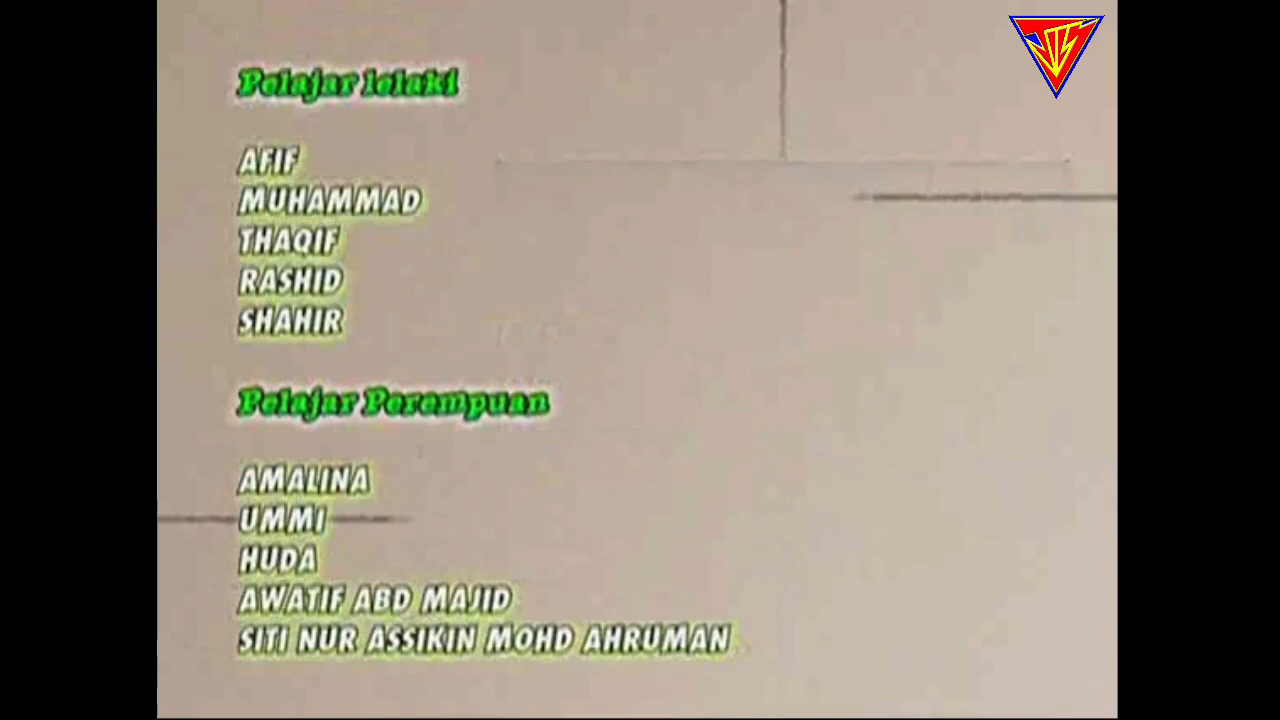 Pelajar lelaki
AFIF
MUHAMMAD
THAQIF
RASHID
SHAHIR
Pelajar Perempuan
AMALINA
UMMI
HUDA
AWATIF ABD MAJID
SITI NUR ASSIKIN MOHD AHRUMAN